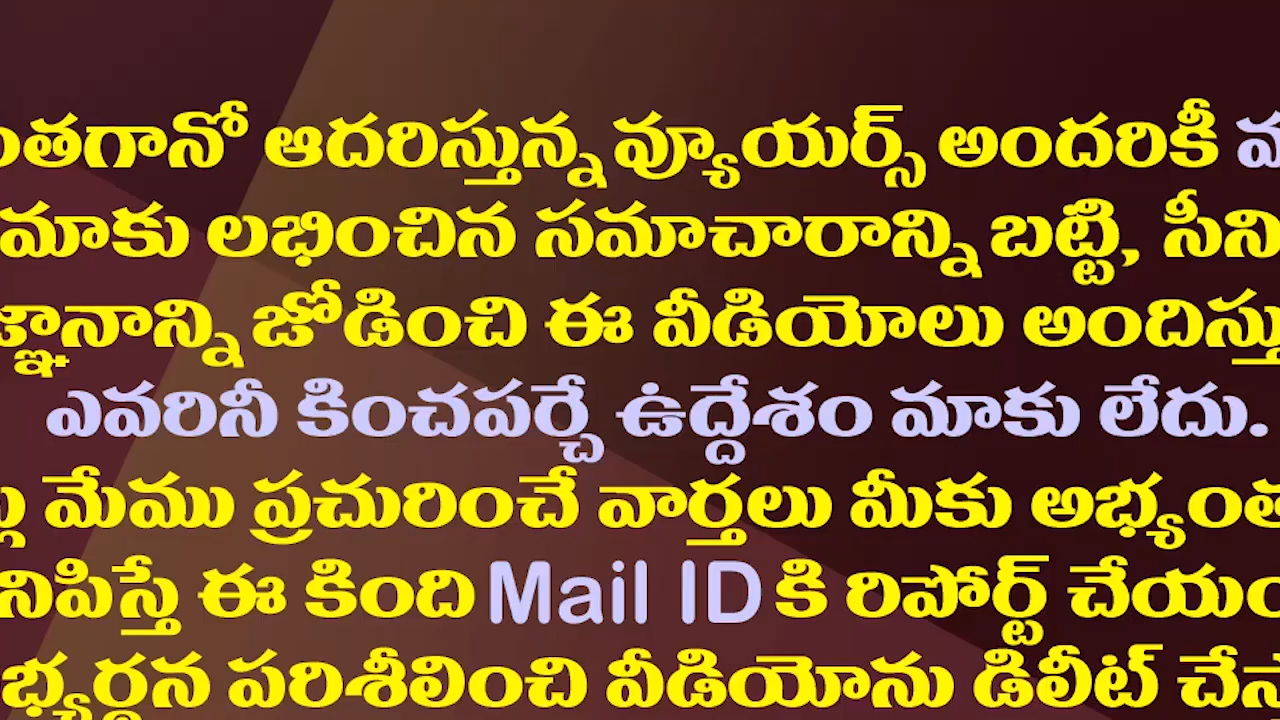 ఆదరిస్తున్న వ్యూయర్స్ అందరికీ
మాకు లభించిన సమాచారాన్ని బట్టి,
జోడించి ఈ వీడియోలు
ఎవరినీ కించపర్చే ఉద్దేశం మాకు లేదు.
మేము ప్రచురించే వార్తలు మీకు
ఈ కింది Mail ID కి రిపోర్ట్
పరిశీలించి వీడియోను డిలీట్